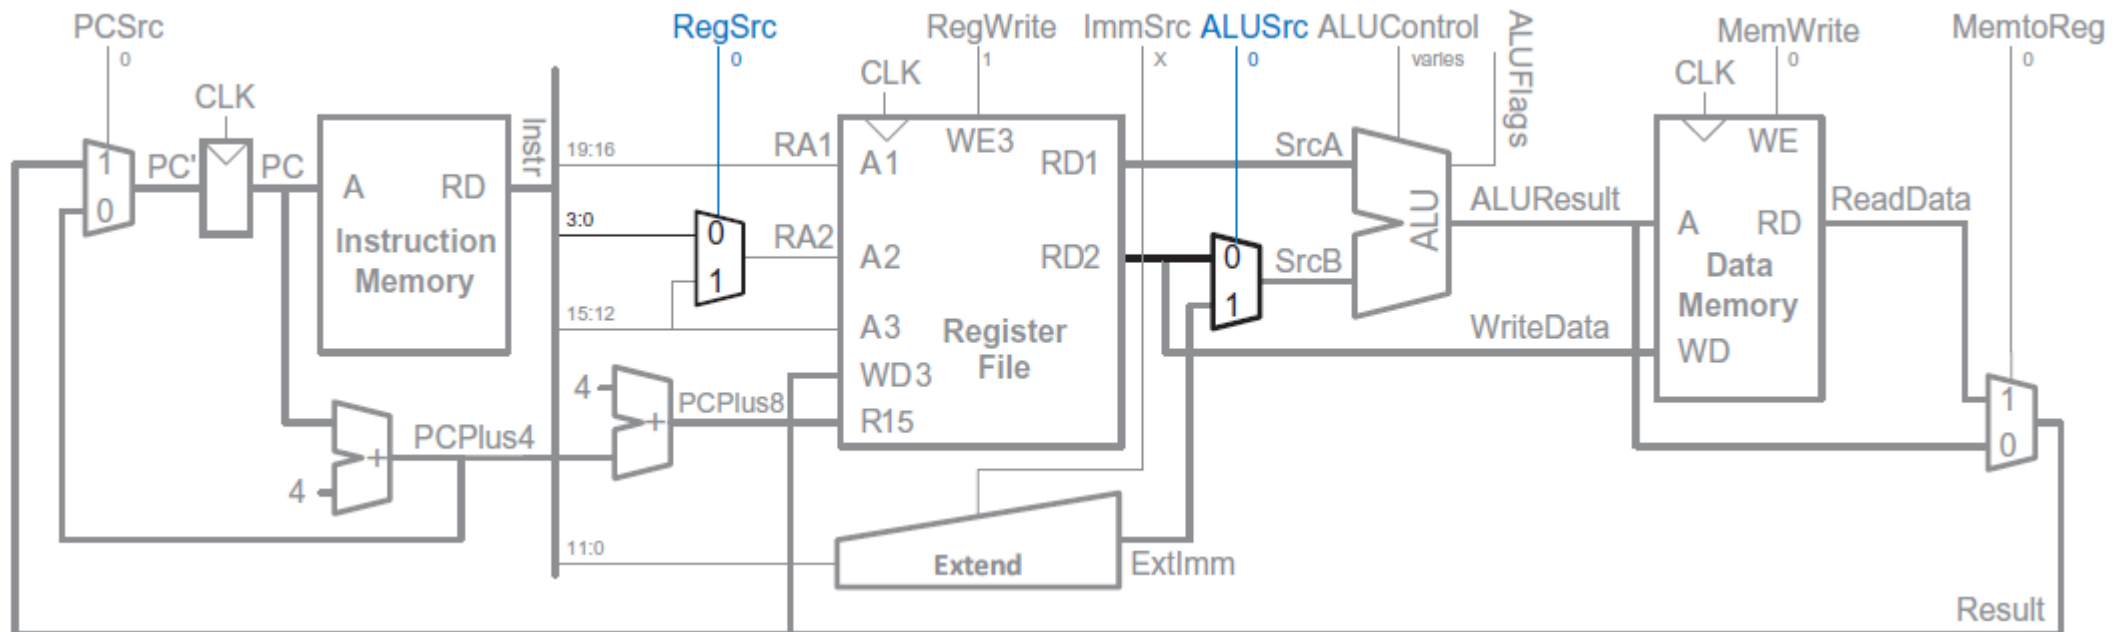 PCSrc
0
RegSrc
0
RegWrite
1
ImmSrc
X
ALUSrc
0
ALUControl
varies
ALUFlags
MemWrite
0
MemtoReg
0
CLK
CLK
CLK
1
0
PC'
PC
A
RD
Instruction
Memory
Instr
19:16
3:0
15:12
11:0
0
1
RA1
RA2
A1
A2
A3
WD3
R15
WE3
RD1
RD2
Register
File
SrcA
SrcB
0
1
ALU
ALUResult
WriteData
A
RD
WE
Data
Memory
WD
ReadData
1
0
4
+
PCPlus4
4
+
PCPlus8
Extend
ExtImm
Result